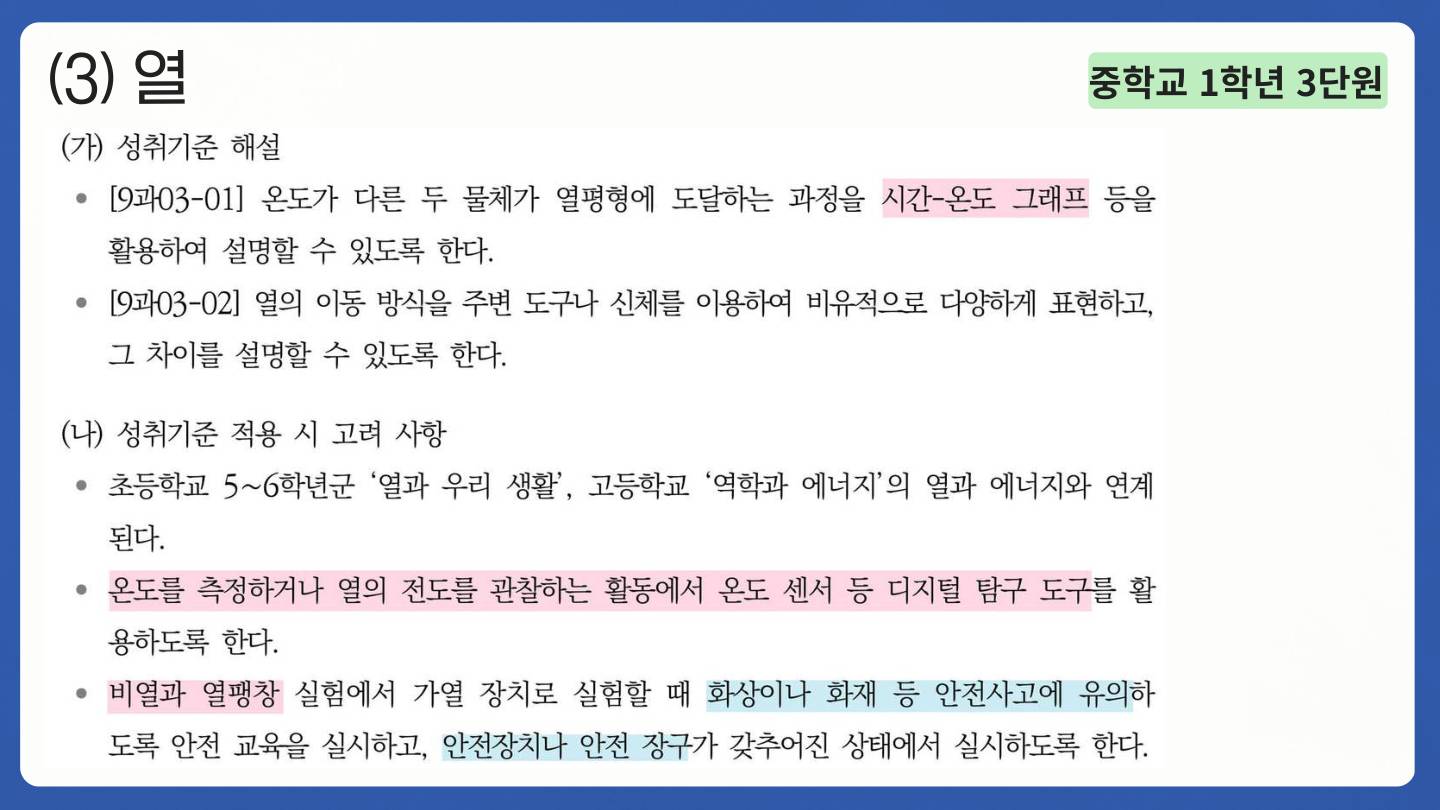 (3) 열
중학교 1학년 3단원
(가) 성취기준 해설
• [9과03-01] 온도가 다른 두 물체가 열평형에 도달하는 과정을 시간-온도 그래프 등을
활용하여 설명할 수 있도록 한다.
• [9과03-02] 열의 이동 방식을 주변 도구나 신체를 이용하여 비유적으로 다양하게 표현하고,
그 차이를 설명할 수 있도록 한다.
(나) 성취기준 적용 시 고려 사항
• 초등학교 5~6학년군 ‘열과 우리 생활’, 고등학교 ‘역학과 에너지’의 열과 에너지와 연계
된다.
• 온도를 측정하거나 열의 전도를 관찰하는 활동에서 온도 센서 등 디지털 탐구 도구를 활
용하도록 한다.
• 비열과 열팽창 실험에서 가열 장치로 실험할 때 화상이나 화재 등 안전사고에 유의하
도록 안전 교육을 실시하고, 안전장치나 안전 장구가 갖추어진 상태에서 실시하도록 한다.